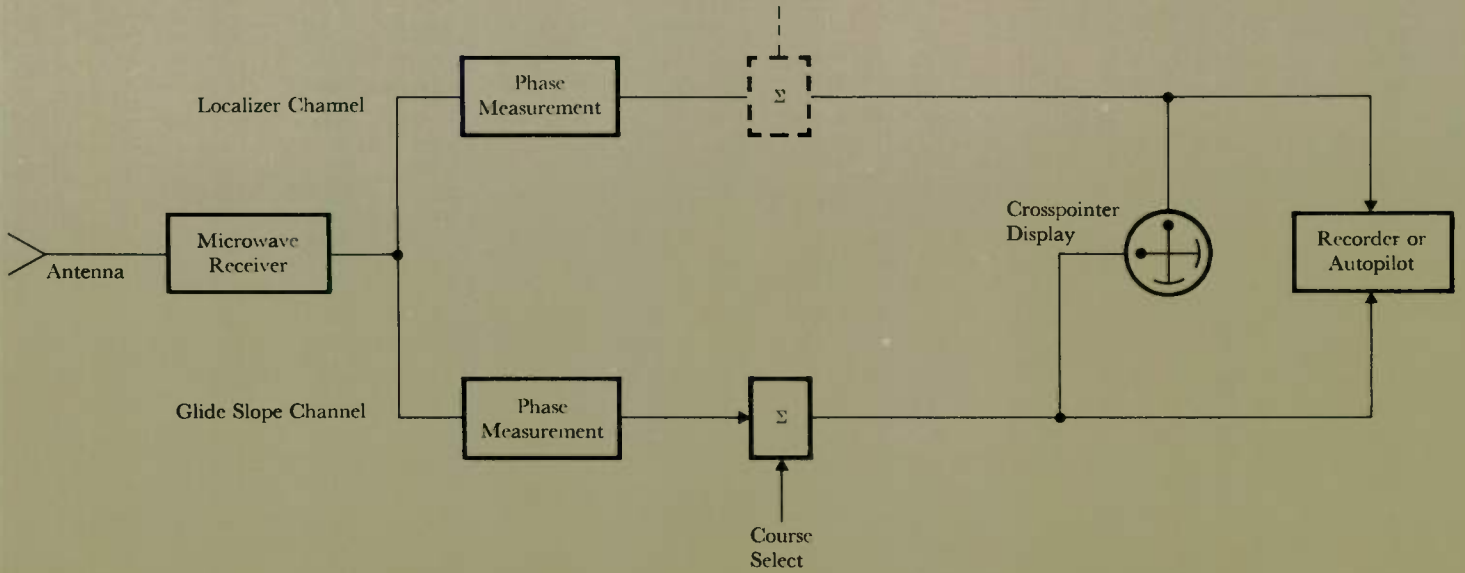 Localizer Channel
Phase
Measurement
Σ
Antenna
Microwave
Receiver
Crosspointer
Display
Recorder or
Autopilot
Glide Slope Channel
Phase
Measurement
Σ
Course
Select